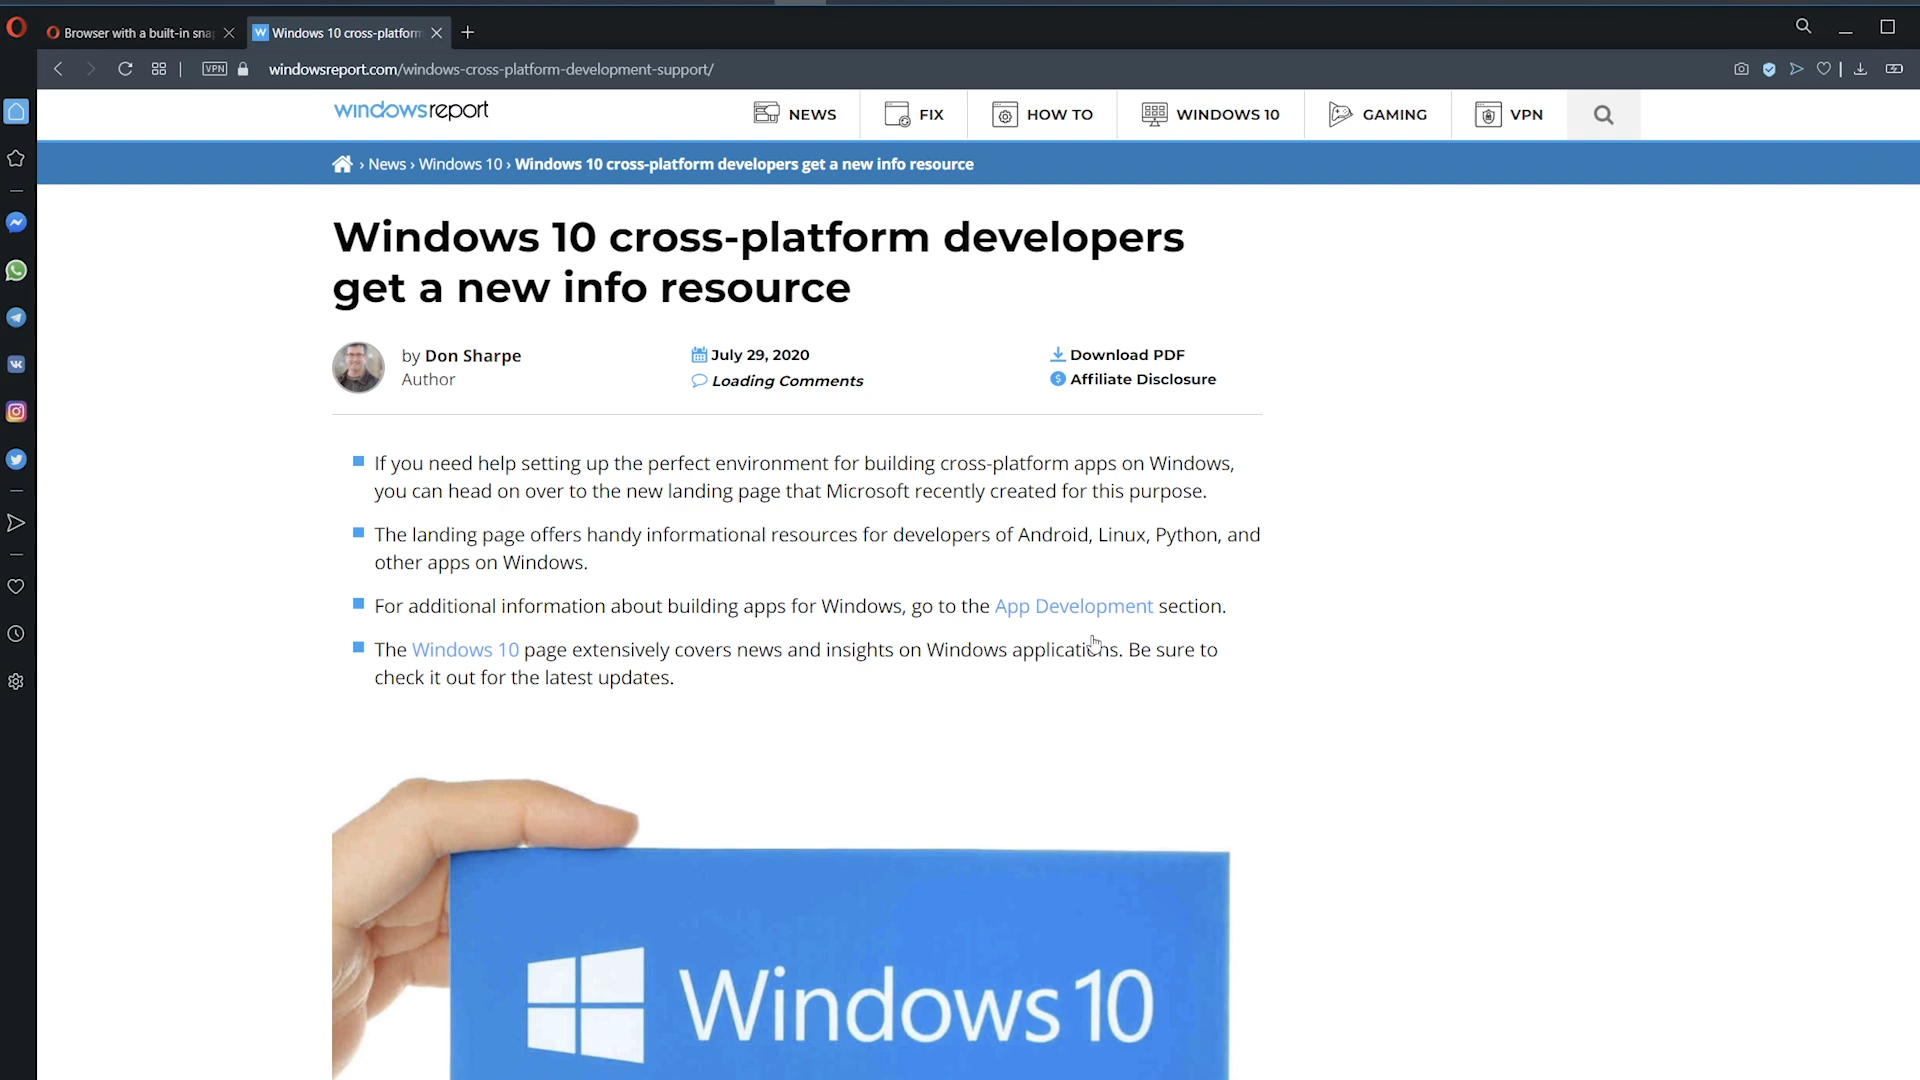 Browser with a built-in sna
Windows 10 cross-platform
VPN
windowsreport.com/windows-cross-platform-development-support/
windowsreport
NEWS
FIX
HOW TO
WINDOWS 10
GAMING
VPN
› News › Windows 10 › Windows 10 cross-platform developers get a new info resource
Windows 10 cross-platform developers
get a new info resource
by Don Sharpe
Author
July 29, 2020
Loading Comments
Download PDF
Affiliate Disclosure
If you need help setting up the perfect environment for building cross-platform apps on Windows,
you can head on over to the new landing page that Microsoft recently created for this purpose.
The landing page offers handy informational resources for developers of Android, Linux, Python, and
other apps on Windows.
For additional information about building apps for Windows, go to the App Development section.
The Windows 10 page extensively covers news and insights on Windows applications. Be sure to
check it out for the latest updates.
Windows 10